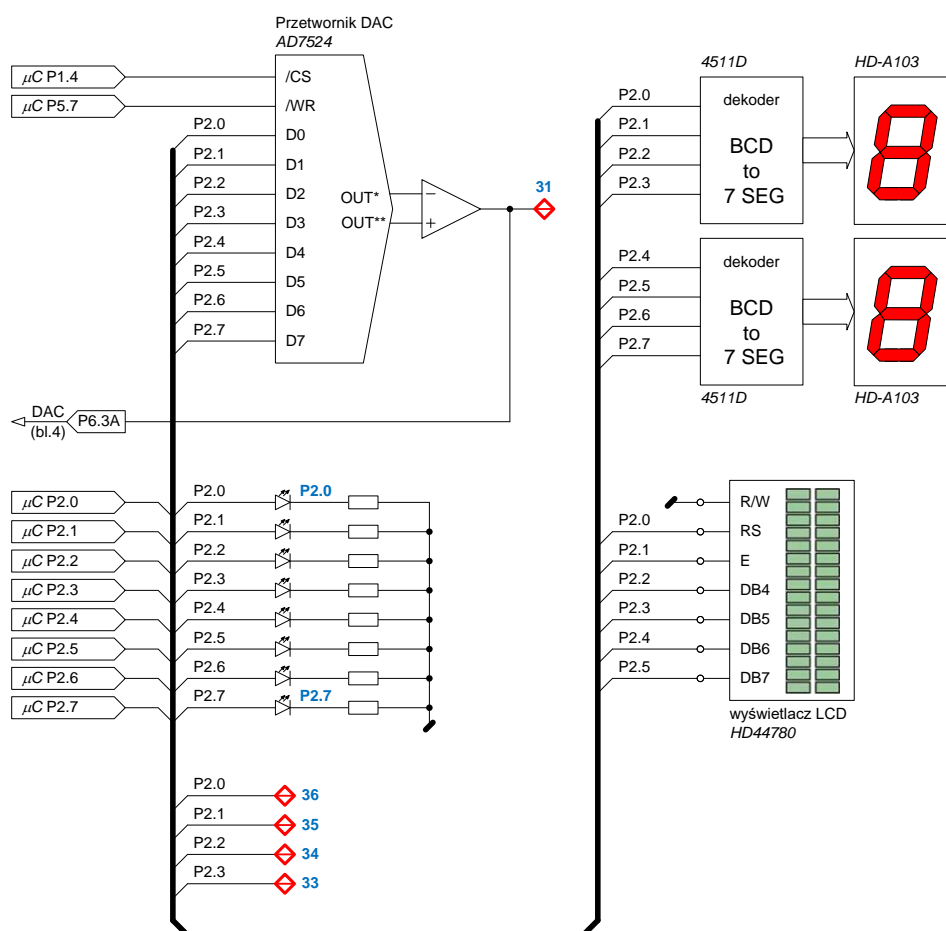 Przetwornik DAC
AD7524
μC P1.4
/CS
μC P5.7
/WR
P2.0
D0
P2.1
D1
P2.2
D2
P2.3
D3
P2.4
D4
P2.5
D5
P2.6
D6
P2.7
D7
OUT*
OUT**
−
+
31
DAC
(bl.4)
P6.3A
4511D
HD-A103
P2.0
P2.1
P2.2
P2.3
dekoder
BCD
to
7 SEG
P2.4
P2.5
P2.6
P2.7
dekoder
BCD
to
7 SEG
4511D
HD-A103
μC P2.0
P2.0
P2.0
μC P2.1
P2.1
μC P2.2
P2.2
μC P2.3
P2.3
μC P2.4
P2.4
μC P2.5
P2.5
μC P2.6
P2.6
μC P2.7
P2.7
P2.7
R/W
P2.0
RS
P2.1
E
P2.2
DB4
P2.3
DB5
P2.4
DB6
P2.5
DB7
wyświetlacz LCD
HD44780
P2.0
36
P2.1
35
P2.2
34
P2.3
33